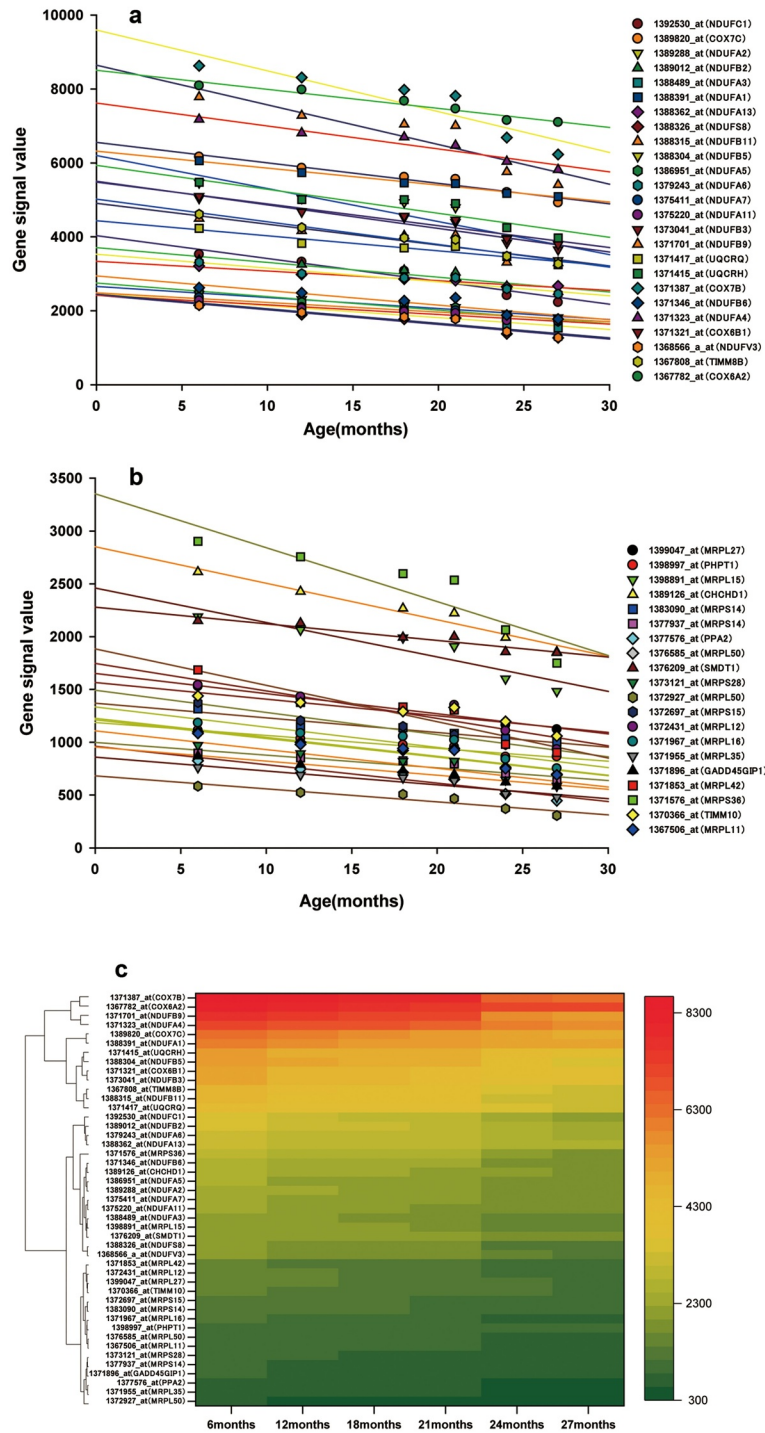 a
Gene signal value
10000
8000
6000
4000
2000
0
0 5 10 15 20 25 30
Age(months)
1392530_at(NDUFC1)
1389820_at(COX7C)
1389288_at(NDUFA2)
1389012_at(NDUFB2)
1388489_at(NDUFA3)
1388391_at(NDUFA1)
1388362_at(NDUFA13)
1388326_at(NDUFS8)
1388315_at(NDUFB11)
1388304_at(NDUFB5)
1386951_at(NDUFA5)
1379243_at(NDUFA6)
1375411_at(NDUFA7)
1375220_at(NDUFA11)
1373041_at(NDUFB3)
1371701_at(NDUFB9)
1371417_at(UQCRQ)
1371415_at(UQCRH)
1371387_at(COX7B)
1371346_at(NDUFB6)
1371323_at(NDUFA4)
1371321_at(COX6B1)
1368566_a_at(NDUFV3)
1367808_at(TIMM8B)
1367782_at(COX6A2)
b
Gene signal value
3500
3000
2500
2000
1500
1000
500
0
0 5 10 15 20 25 30
Age(months)
1399047_at(MRPL27)
1398997_at(PHPT1)
1398891_at(MRPL15)
1389126_at(CHCHD1)
1383090_at(MRPS14)
1377937_at(MRPS14)
1377576_at(PPA2)
1376585_at(MRPL50)
1376209_at(SMDT1)
1373121_at(MRPS28)
1372927_at(MRPL50)
1372697_at(MRPS15)
1372431_at(MRPL12)
1371967_at(MRPL16)
1371955_at(MRPL35)
1371896_at(GADD45GIP1)
1371853_at(MRPL42)
1371576_at(MRPS36)
1370366_at(TIMM10)
1367506_at(MRPL11)
c
1371387_at(COX7B)
1367782_at(COX6A2)
1371701_at(NDUFB9)
1371323_at(NDUFA4)
1389820_at(COX7C)
1388391_at(NDUFA1)
1371415_at(UQCRH)
1388304_at(NDUFB5)
1371321_at(COX6B1)
1373041_at(NDUFB3)
1367808_at(TIMM8B)
1388315_at(NDUFB11)
1371417_at(UQCRQ)
1392530_at(NDUFC1)
1389012_at(NDUFB2)
1379243_at(NDUFA6)
1388362_at(NDUFA13)
1371576_at(MRPS36)
1371346_at(NDUFB6)
1389126_at(CHCHD1)
1386951_at(NDUFA5)
1389288_at(NDUFA2)
1375411_at(NDUFA7)
1375220_at(NDUFA11)
1388489_at(NDUFA3)
1398891_at(MRPL15)
1376209_at(SMDT1)
1388326_at(NDUFS8)
1368566_a_at(NDUFV3)
1371853_at(MRPL42)
1372431_at(MRPL12)
1399047_at(MRPL27)
1370366_at(TIMM10)
1372697_at(MRPS15)
1383090_at(MRPS14)
1371967_at(MRPL16)
1398997_at(PHPT1)
1376585_at(MRPL50)
1367506_at(MRPL11)
1373121_at(MRPS28)
1377937_at(MRPS14)
1371896_at(GADD45GIP1)
1377576_at(PPA2)
1371955_at(MRPL35)
1372927_at(MRPL50)
6months 12months 18months 21months 24months 27months
8300
6300
4300
2300
300